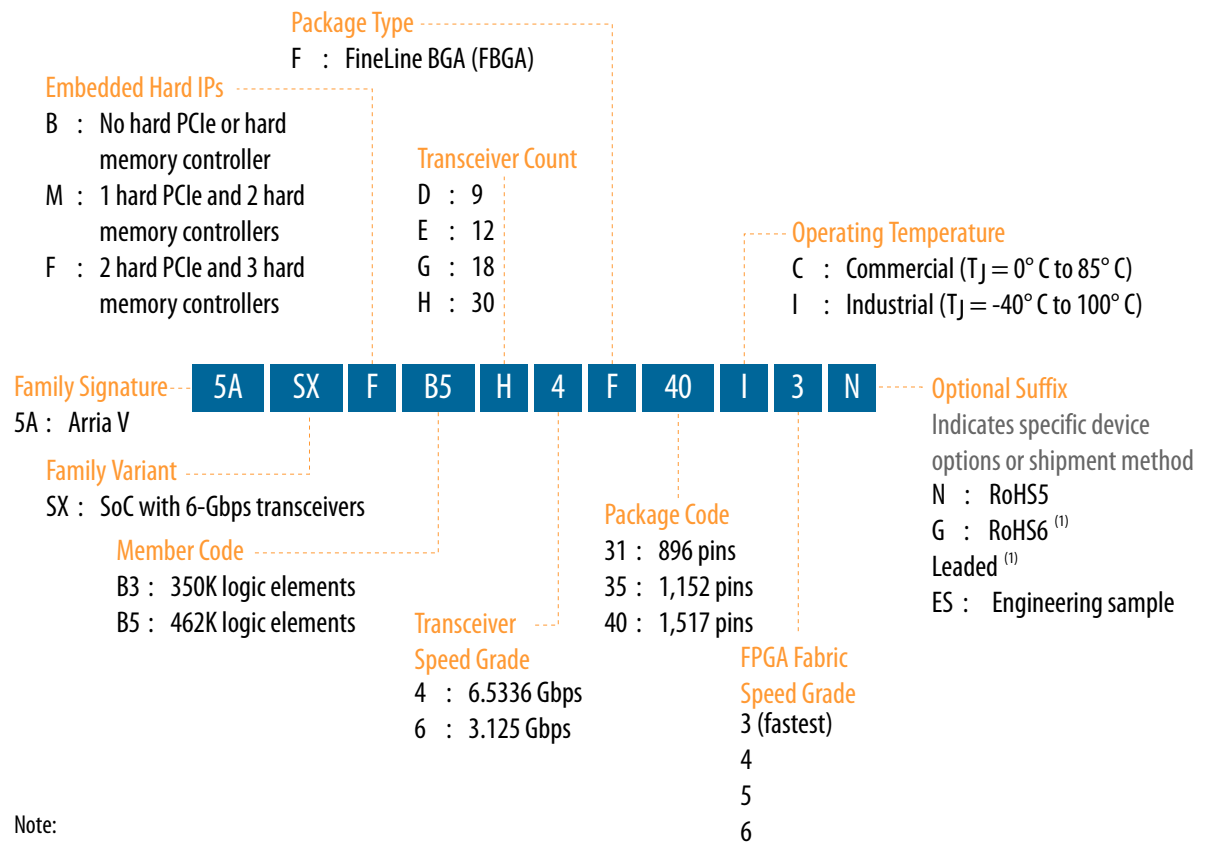 Package Type
F : FineLine BGA (FBGA)
Embedded Hard IPs
B : No hard PCIe or hard
memory controller
M : 1 hard PCIe and 2 hard
memory controllers
F : 2 hard PCIe and 3 hard
memory controllers
Transceiver Count
D : 9
E : 12
G : 18
H : 30
Operating Temperature
C : Commercial (TJ = 0° C to 85° C)
I : Industrial (TJ = -40° C to 100° C)
Family Signature
5A : Arria V
5A SX F B5 H 4 F 40 I 3 N
Optional Suffix
Indicates specific device
options or shipment method
N : RoHS5
G : RoHS6 (1)
Leaded (1)
ES : Engineering sample
Family Variant
SX : SoC with 6-Gbps transceivers
Member Code
B3 : 350K logic elements
B5 : 462K logic elements
Transceiver
Speed Grade
4 : 6.5336 Gbps
6 : 3.125 Gbps
Package Code
31 : 896 pins
35 : 1,152 pins
40 : 1,517 pins
FPGA Fabric
Speed Grade
3 (fastest)
4
5
6
Note: